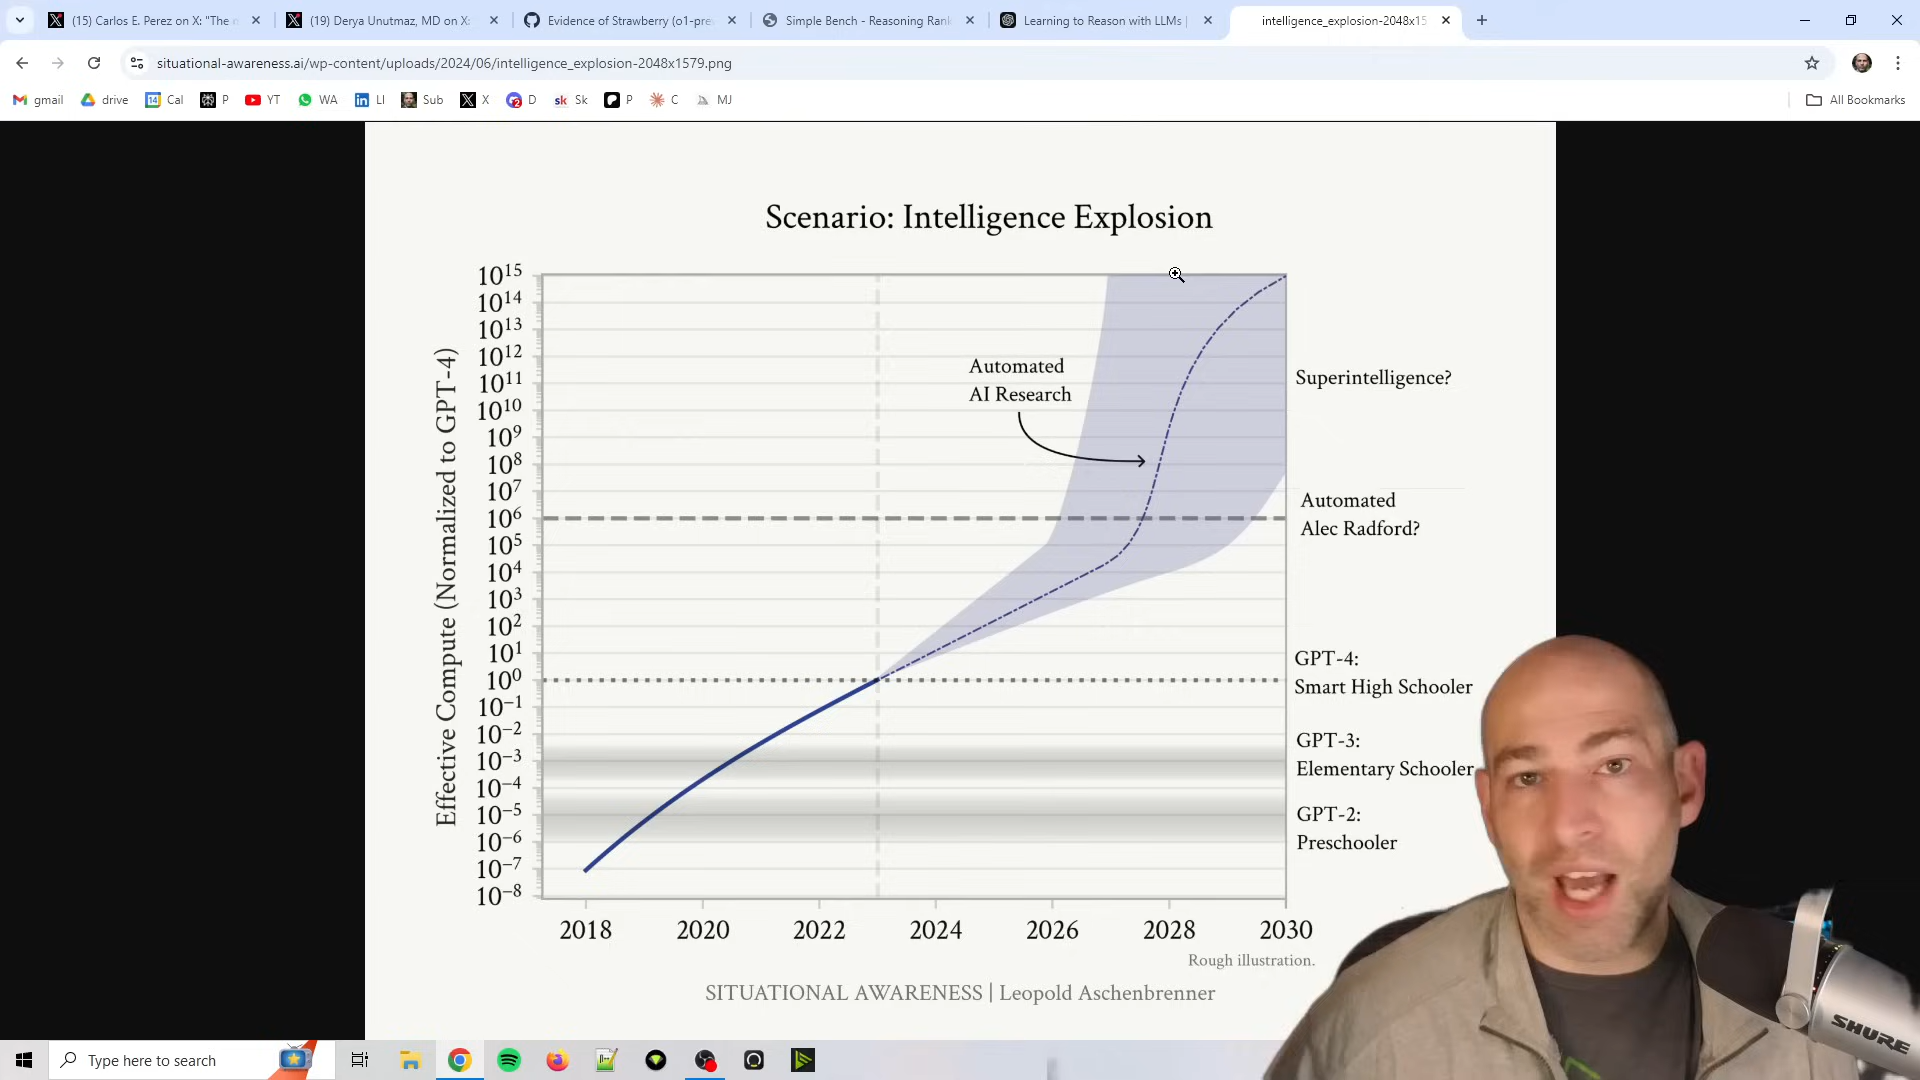 (15) Carlos E. Perez on X: "The n
(19) Derya Unutmaz, MD on X:
Evidence of Strawberry (o1-pre
Simple Bench - Reasoning Rank
Learning to Reason with LLMs |
intelligence_explosion-2048x15
situational-awareness.ai/wp-content/uploads/2024/06/intelligence_explosion-2048x1579.png
gmail
drive
14
Cal
P
YT
WA
LI
Sub
X
D
sk Sk
P
C
MJ
All Bookmarks
Scenario: Intelligence Explosion
Effective Compute (Normalized to GPT-4)
10¹⁵
10¹⁴
10¹³
10¹²
10¹¹
10¹⁰
10⁹
10⁸
10⁷
10⁶
10⁵
10⁴
10³
10²
10¹
10⁰
10⁻¹
10⁻²
10⁻³
10⁻⁴
10⁻⁵
10⁻⁶
10⁻⁷
10⁻⁸
Automated
AI Research
Superintelligence?
Automated
Alec Radford?
GPT-4:
Smart High Schooler
GPT-3:
Elementary Schooler
GPT-2:
Preschooler
2018 2020 2022 2024 2026 2028 2030
Rough illustration.
SITUATIONAL AWARENESS | Leopold Aschenbrenner
SHURE
Type here to search